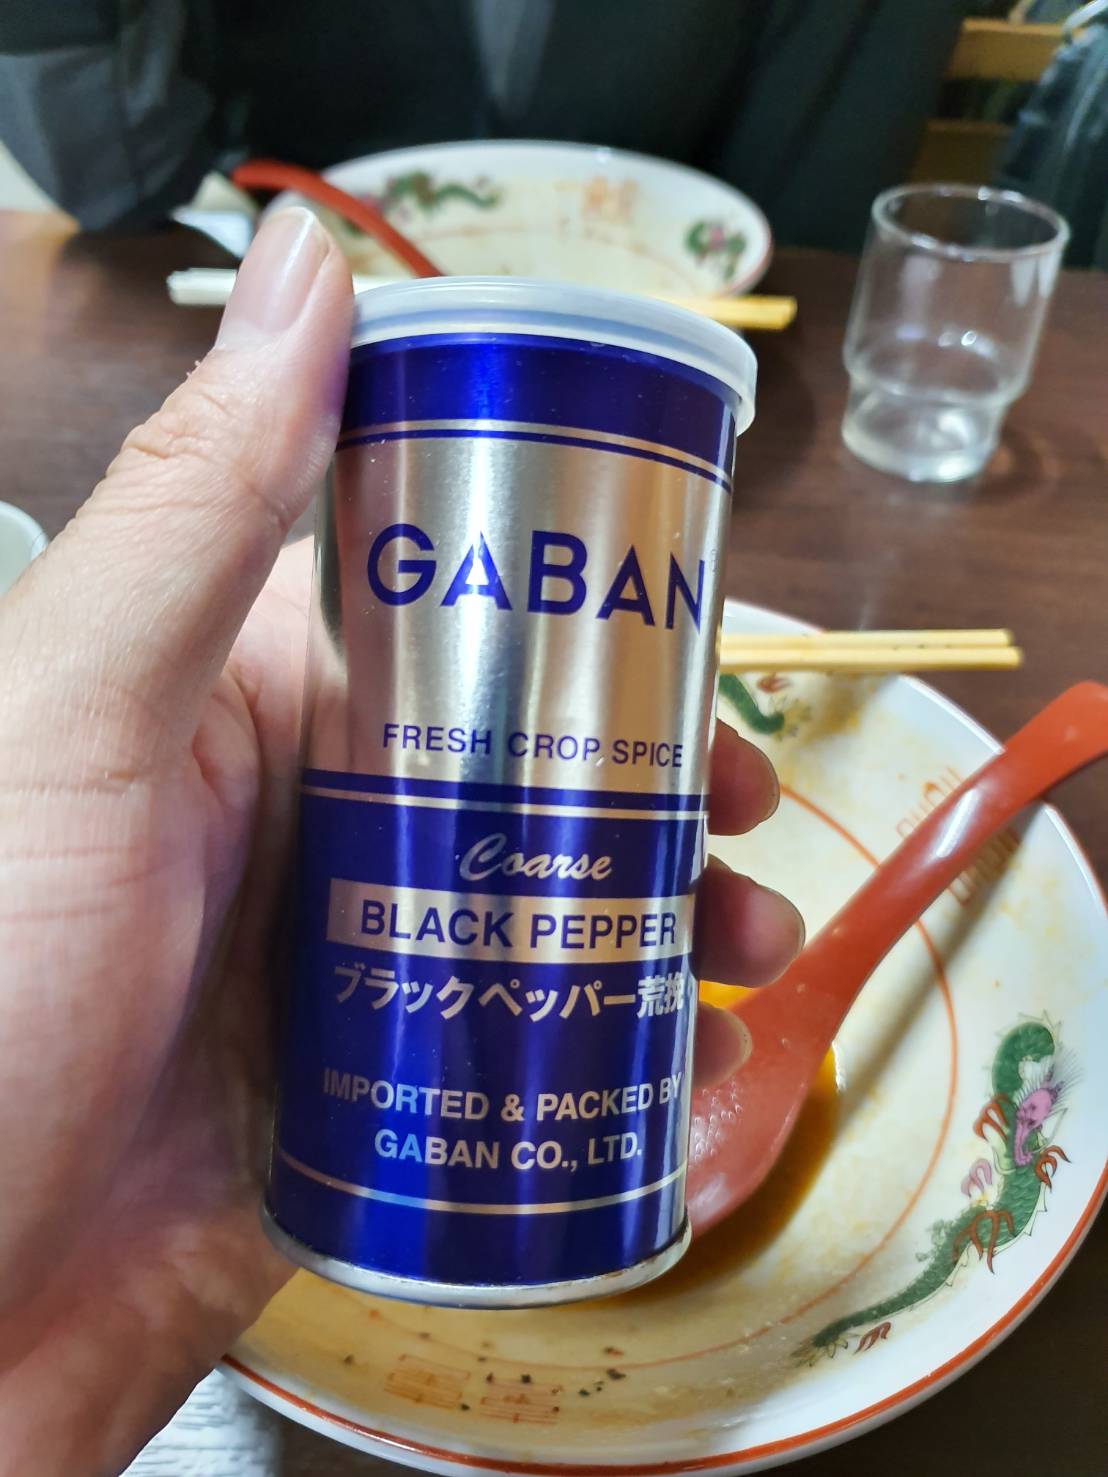 GABAN
FRESH CROP SPICE
Coarse
BLACK PEPPER
ブラックペッパー荒挽
IMPORTED & PACKED BY
GABAN CO., LTD.